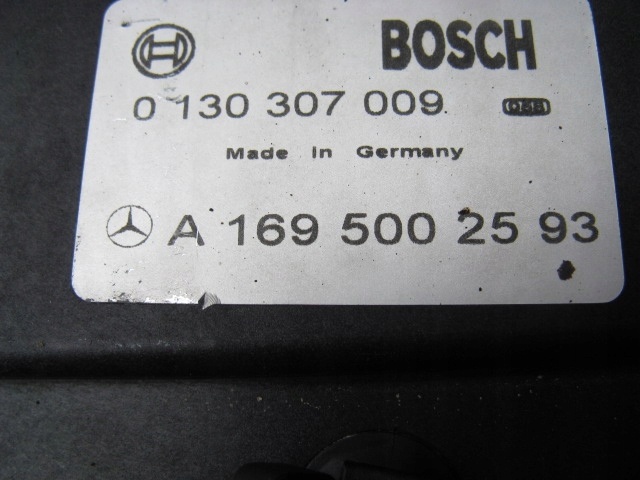 BOSCH
0 130 307 009
Made in Germany
A 169 500 25 93